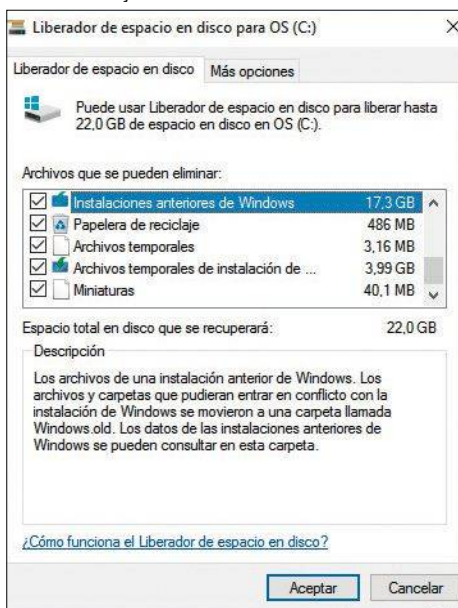 Liberador de espacio en disco para OS (C:)
Liberador de espacio en disco Más opciones
Puede usar Liberador de espacio en disco para liberar hasta
22,0 GB de espacio en disco en OS (C:).
Archivos que se pueden eliminar:
Instalaciones anteriores de Windows 17,3 GB
Papelera de reciclaje 486 MB
Archivos temporales 3,16 MB
Archivos temporales de instalación de ... 3,99 GB
Miniaturas 40,1 MB
Espacio total en disco que se recuperará: 22,0 GB
Descripción
Los archivos de una instalación anterior de Windows. Los
archivos y carpetas que pudieran entrar en conflicto con la
instalación de Windows se movieron a una carpeta llamada
Windows.old. Los datos de las instalaciones anteriores de
Windows se pueden consultar en esta carpeta.
¿Cómo funciona el Liberador de espacio en disco?
Aceptar Cancelar